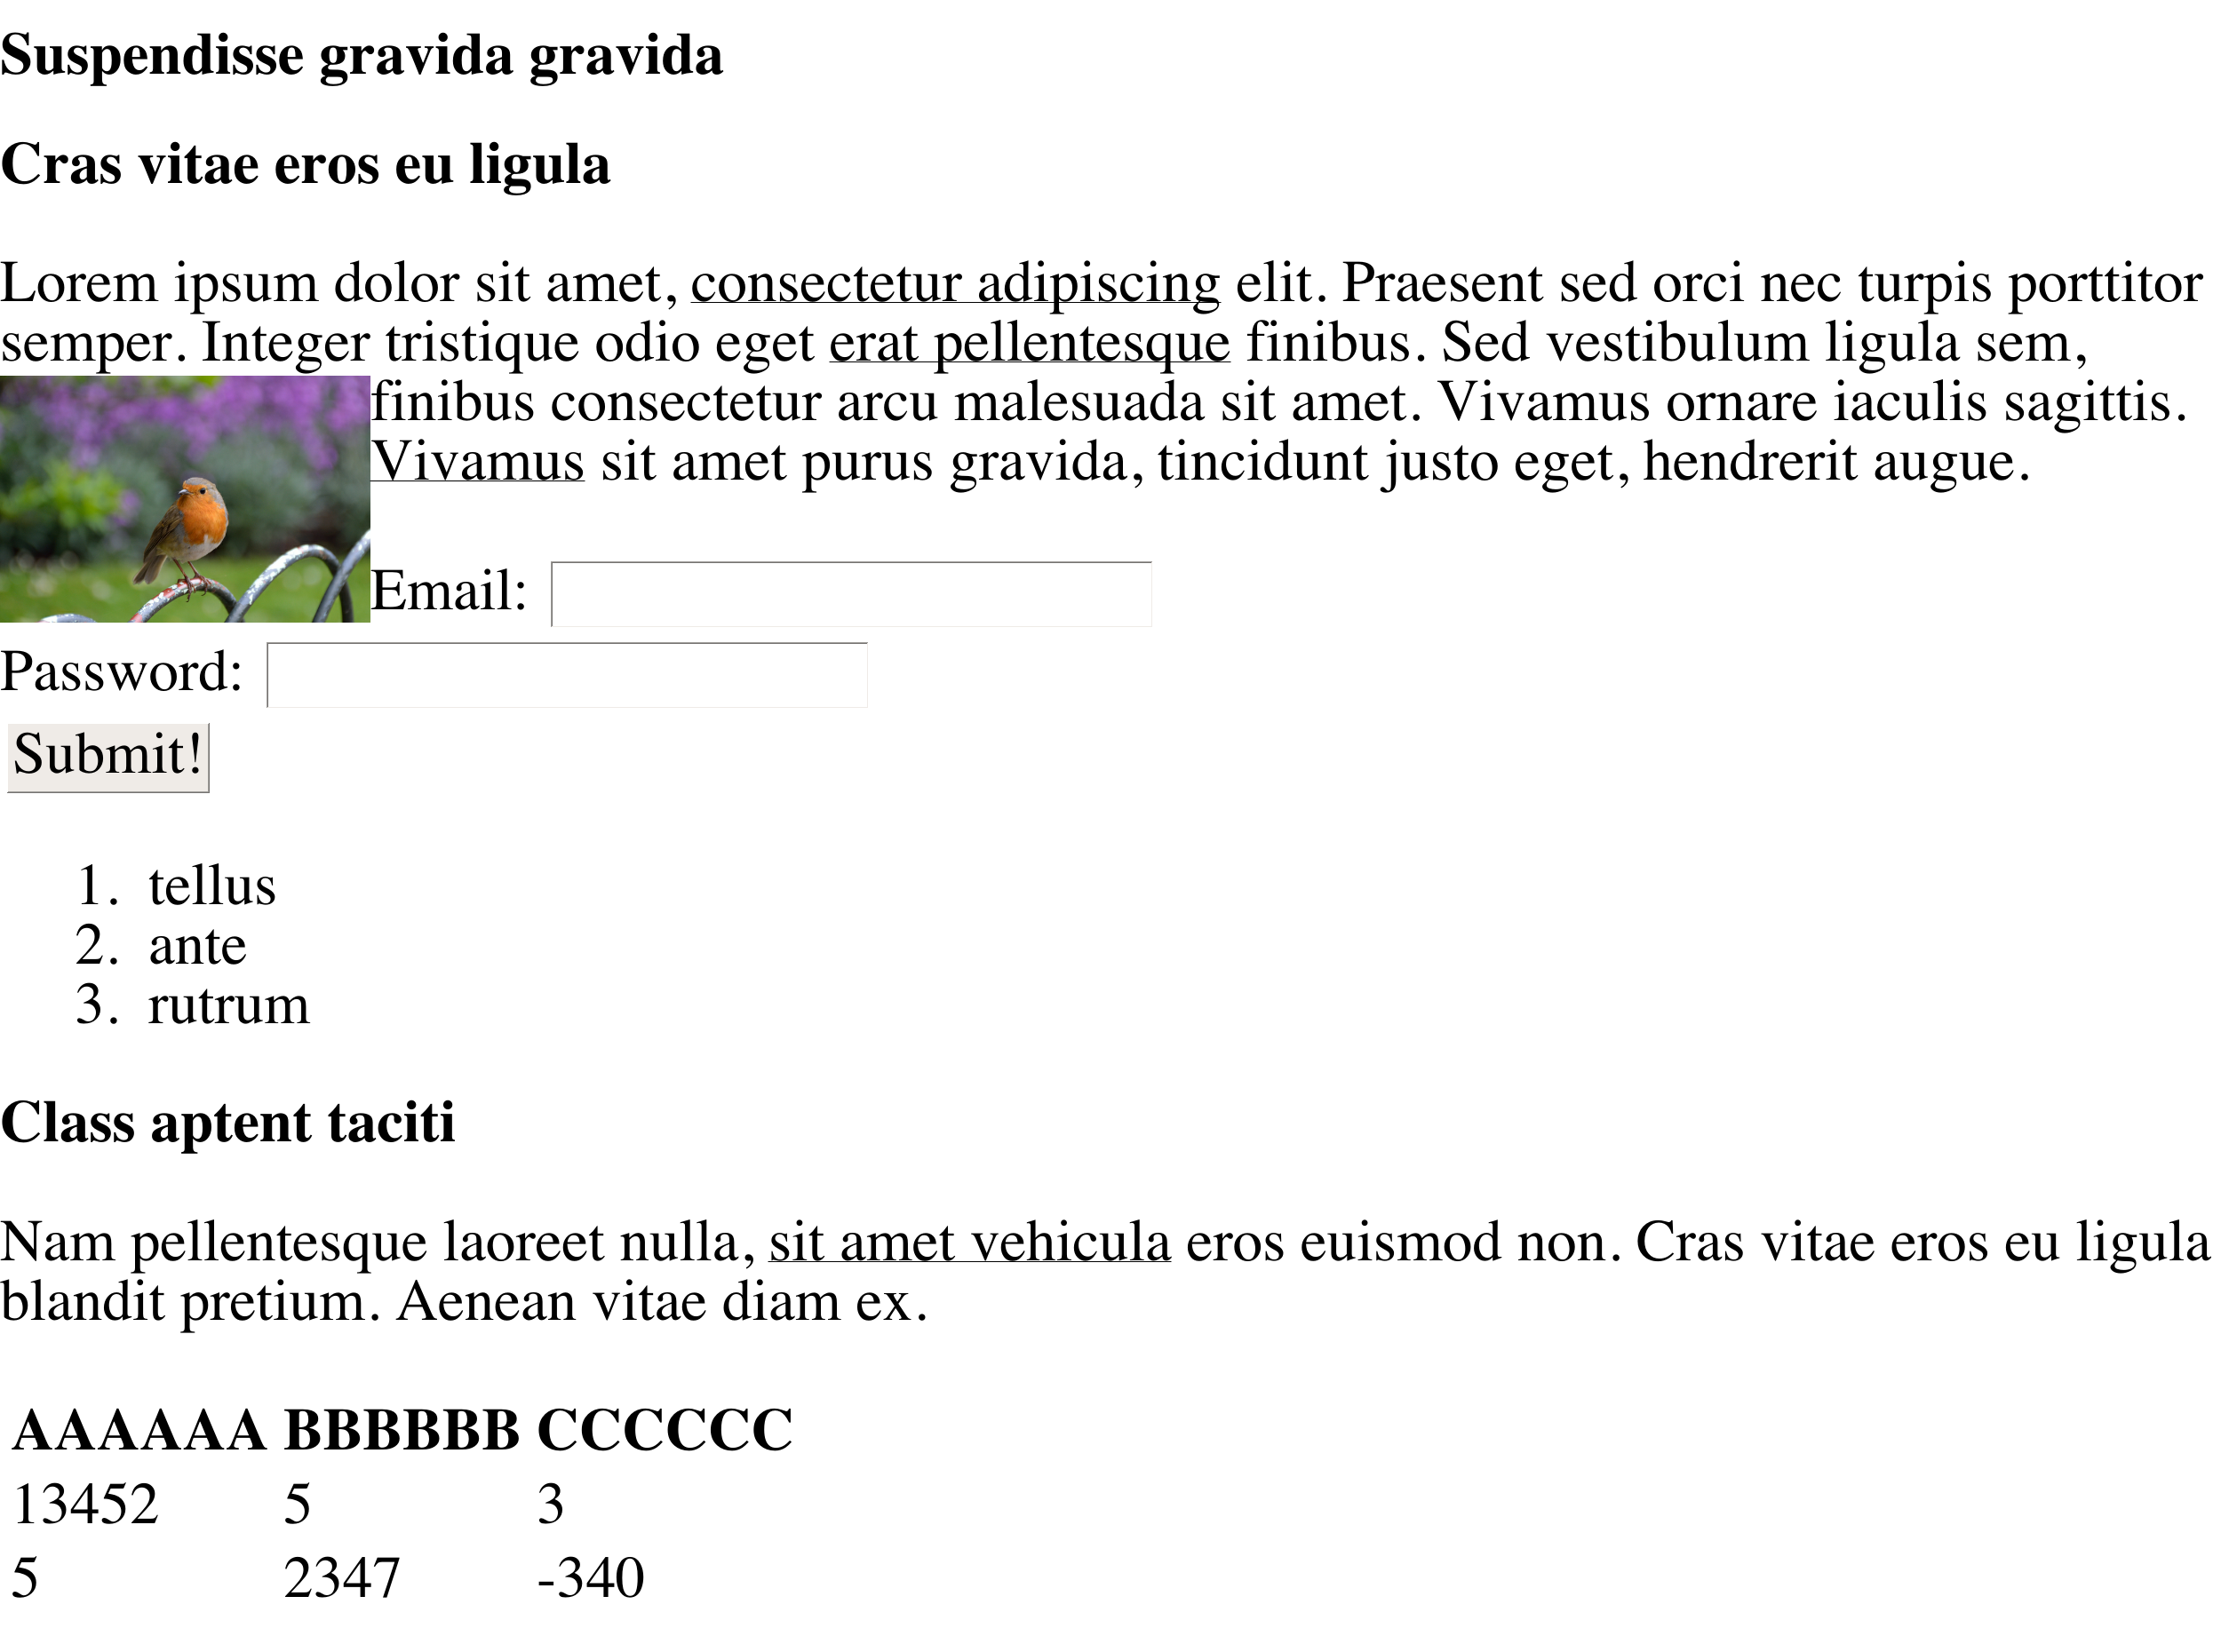 Suspendisse gravida gravida
Cras vitae eros eu ligula
Lorem ipsum dolor sit amet, consectetur adipiscing elit. Praesent sed orci nec turpis porttitor
semper. Integer tristique odio eget erat pellentesque finibus. Sed vestibulum ligula sem,
finibus consectetur arcu malesuada sit amet. Vivamus ornare iaculis sagittis.
Vivamus sit amet purus gravida, tincidunt justo eget, hendrerit augue.
Email:
Password:
Submit!
1. tellus
2. ante
3. rutrum
Class aptent taciti
Nam pellentesque laoreet nulla, sit amet vehicula eros euismod non. Cras vitae eros eu ligula
blandit pretium. Aenean vitae diam ex.
AAAAAA BBBBBB CCCCCC
13452 5 3
5 2347 -340